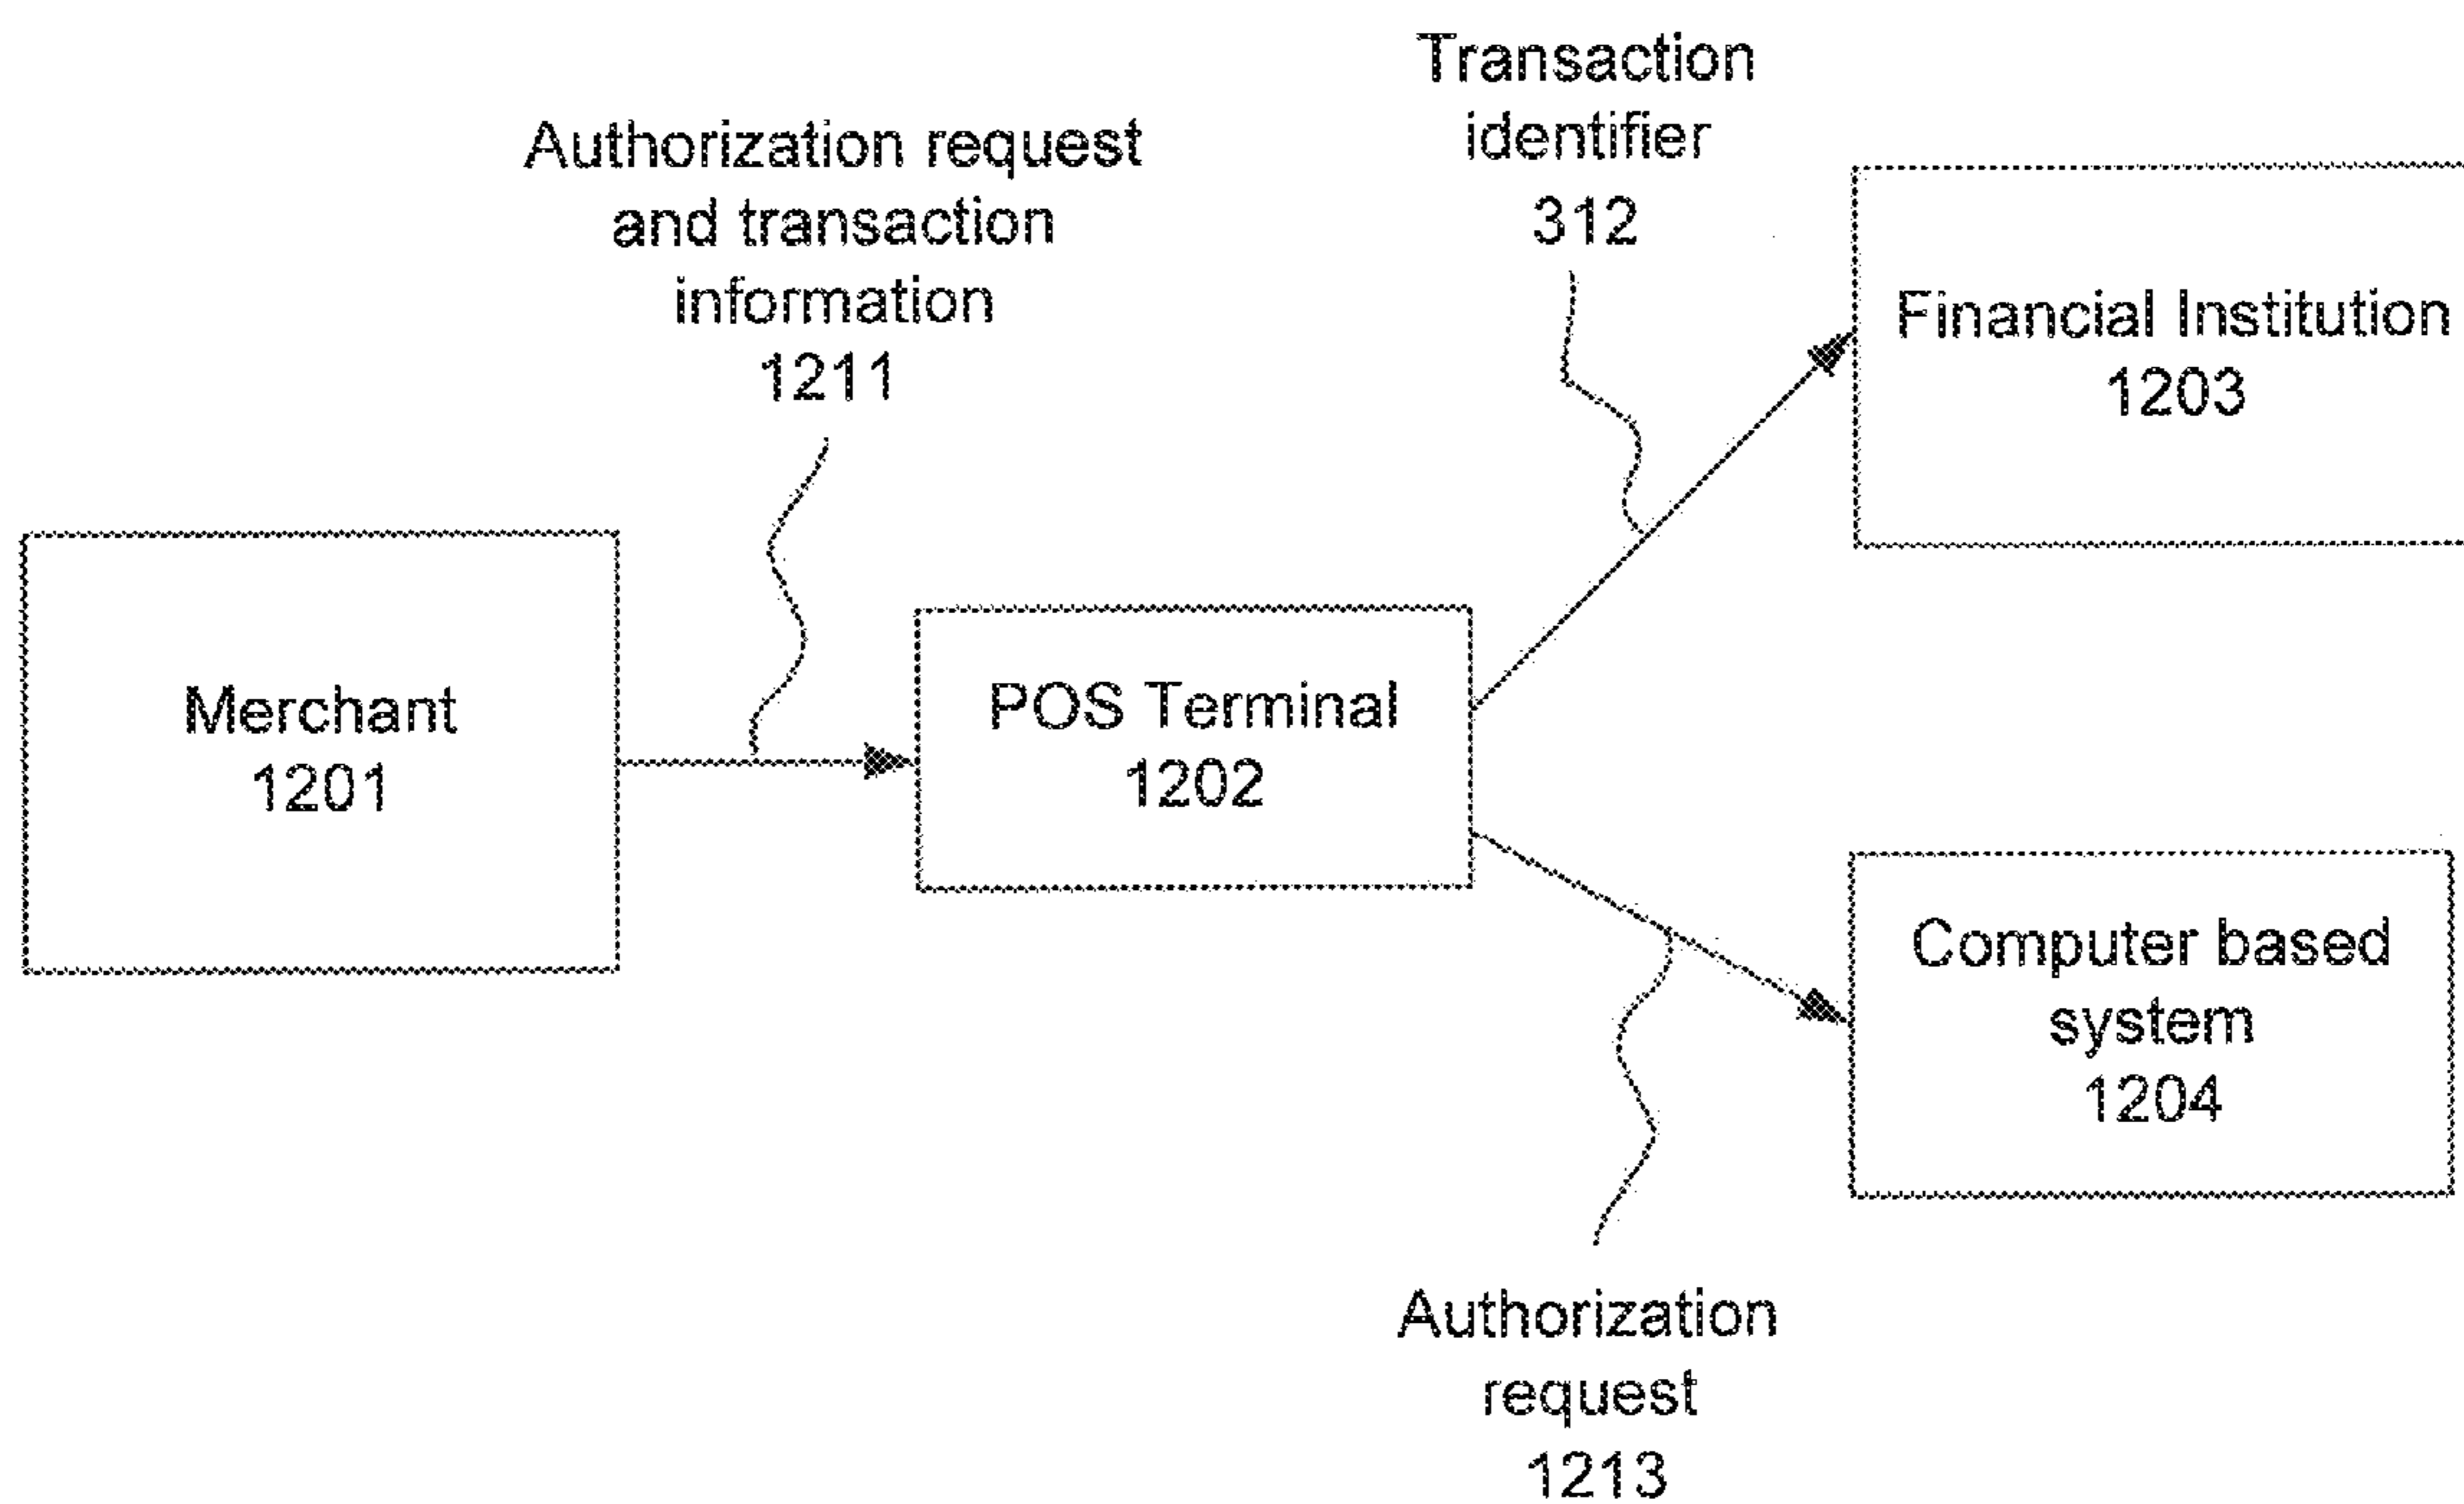 Transaction
identifier
312
Authorization request
and transaction
information
1211
Financial Institution
1203
Merchant
1201
POS Terminal
1202
Computer based
system
1204
Authorization
request
1213